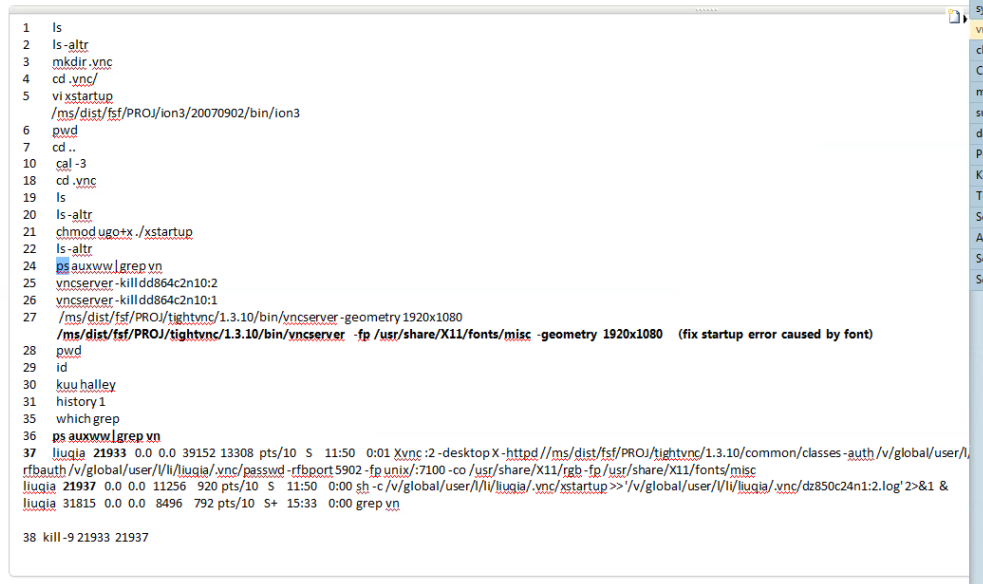 1 ls
2 ls -altr
3 mkdir .vnc
4 cd .vnc/
5 vi xstartup
/ms/dist/fsf/PROJ/ion3/20070902/bin/ion3
6 pwd
7 cd ..
10 cal -3
18 cd .vnc
19 ls
20 ls -altr
21 chmod ugo+x ./xstartup
22 ls -altr
24 ps auxww|grep vn
25 vncserver -kill dd864c2n10:2
26 vncserver -kill dd864c2n10:1
27 /ms/dist/fsf/PROJ/tightvnc/1.3.10/bin/vncserver -geometry 1920x1080
/ms/dist/fsf/PROJ/tightvnc/1.3.10/bin/vncserver -fp /usr/share/X11/fonts/misc -geometry 1920x1080 (fix startup error caused by font)
28 pwd
29 id
30 kuu halley
31 history 1
35 which grep
36 ps auxww|grep vn
37 liuqia 21933 0.0 0.0 39152 13308 pts/10 S 11:50 0:01 Xvnc :2 -desktop X -httpd //ms/dist/fsf/PROJ/tightvnc/1.3.10/common/classes -auth /v/global/user/l/
rfbauth /v/global/user/l/li/liuqia/.vnc/passwd -rfbport 5902 -fp unix/:7100 -co /usr/share/X11/rgb -fp /usr/share/X11/fonts/misc
liuqia 21937 0.0 0.0 11256 920 pts/10 S 11:50 0:00 sh -c /v/global/user/l/li/liuqia/.vnc/xstartup >> '/v/global/user/l/li/liuqia/.vnc/dz850c24n1:2.log' 2>&1 &
liuqia 31815 0.0 0.0 8496 792 pts/10 S+ 15:33 0:00 grep vn
38 kill -9 21933 21937